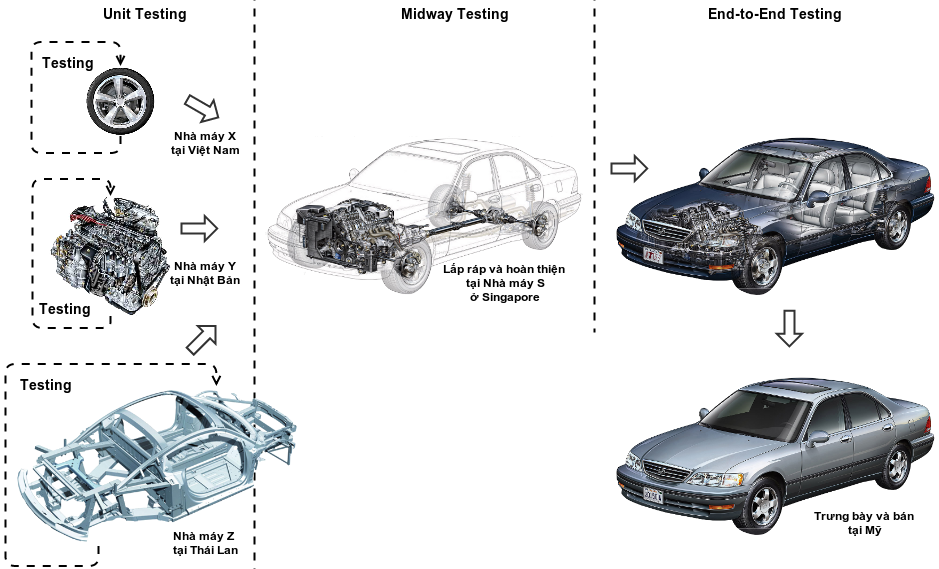 Unit Testing
Midway Testing
End-to-End Testing
Testing
Nhà máy X
tại Việt Nam
Nhà máy Y
tại Nhật Bản
Testing
Lắp ráp và hoàn thiện
tại Nhà máy S
ở Singapore
Testing
Nhà máy Z
tại Thái Lan
Trưng bày và bán
tại Mỹ